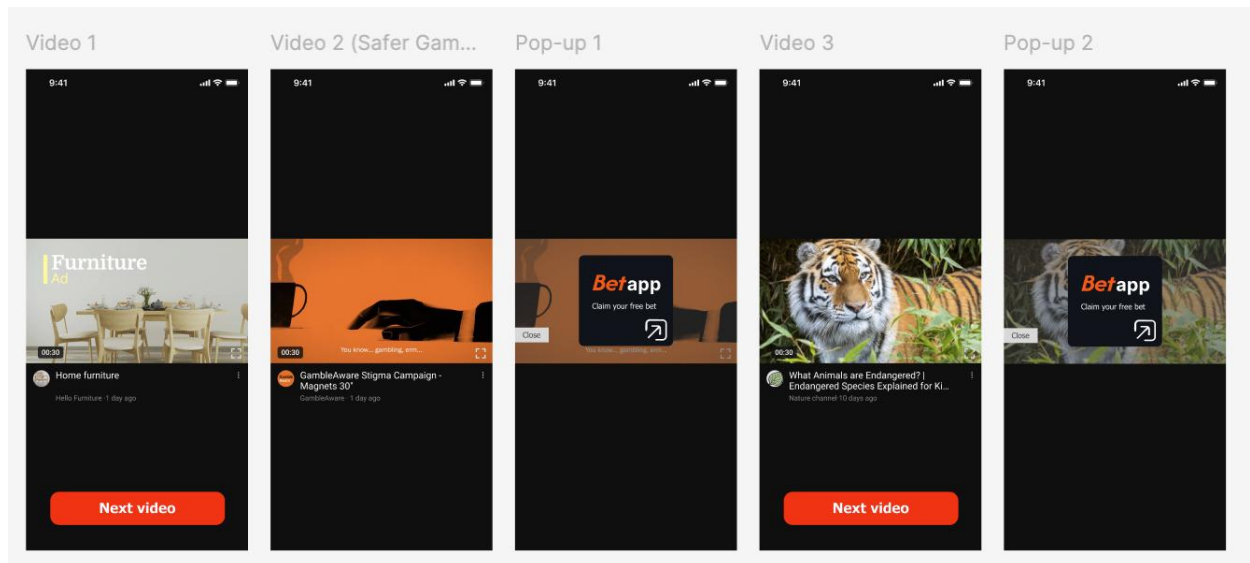 Video 1
Video 2 (Safer Gam...
Pop-up 1
Video 3
Pop-up 2
9:41
Furniture
Ad
00:30
Home furniture
Hello Furniture · 1 day ago
Next video
9:41
You know... gambling, erm...
00:30
GambleAware Stigma Campaign -
Magnets 30"
GambleAware · 1 day ago
9:41
Betapp
Claim your free bet
Close
You know... gambling, erm...
9:41
00:30
What Animals are Endangered? |
Endangered Species Explained for Ki...
Nature channel · 10 days ago
Next video
9:41
Betapp
Claim your free bet
Close